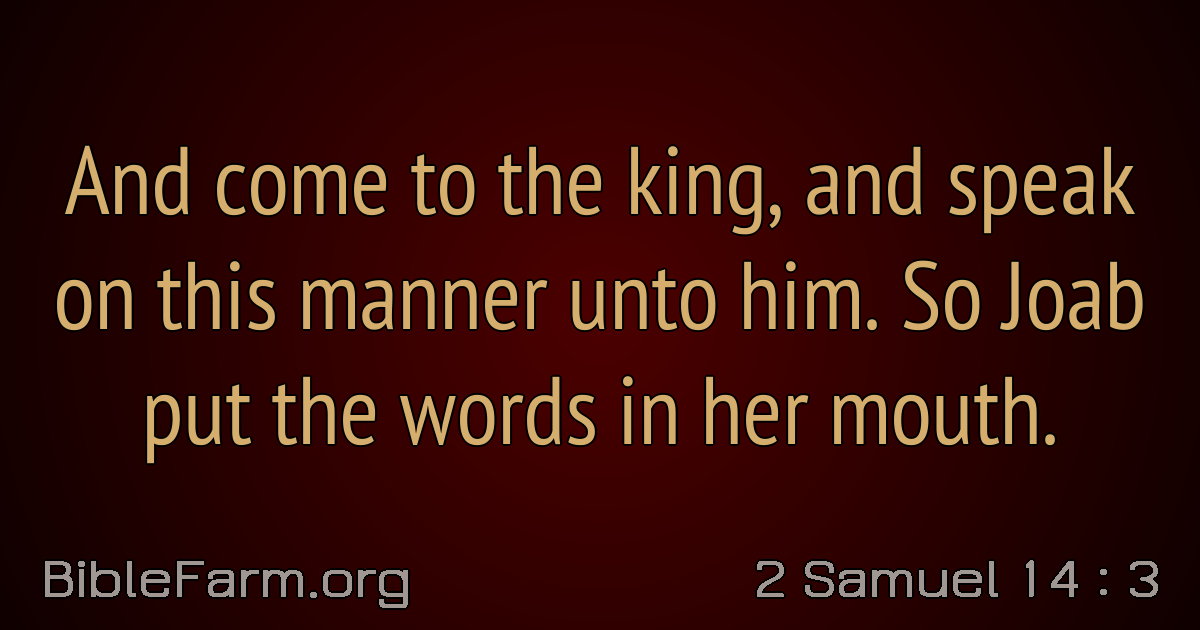 And come to the king, and speak
on this manner unto him. So Joab
put the words in her mouth.
BibleFarm.org
2 Samuel 14 : 3